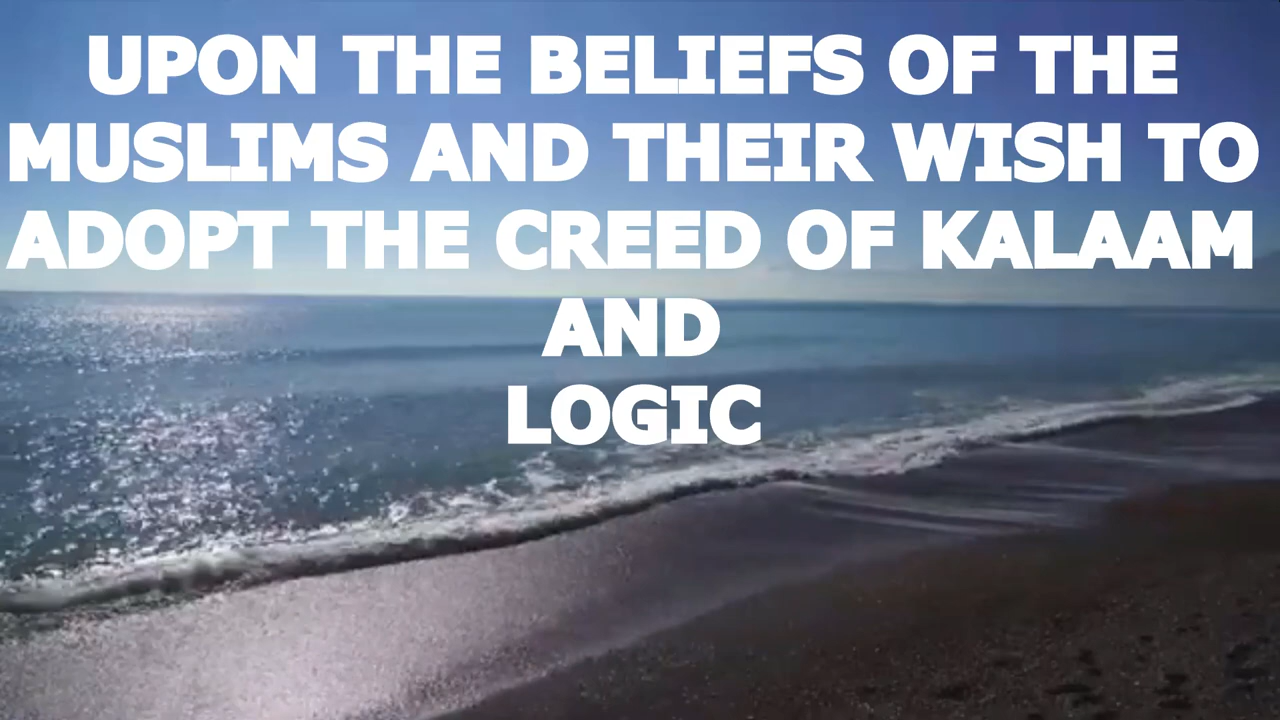 UPON THE BELIEFS OF THE
MUSLIMS AND THEIR WISH TO
ADOPT THE CREED OF KALAAM
AND
LOGIC